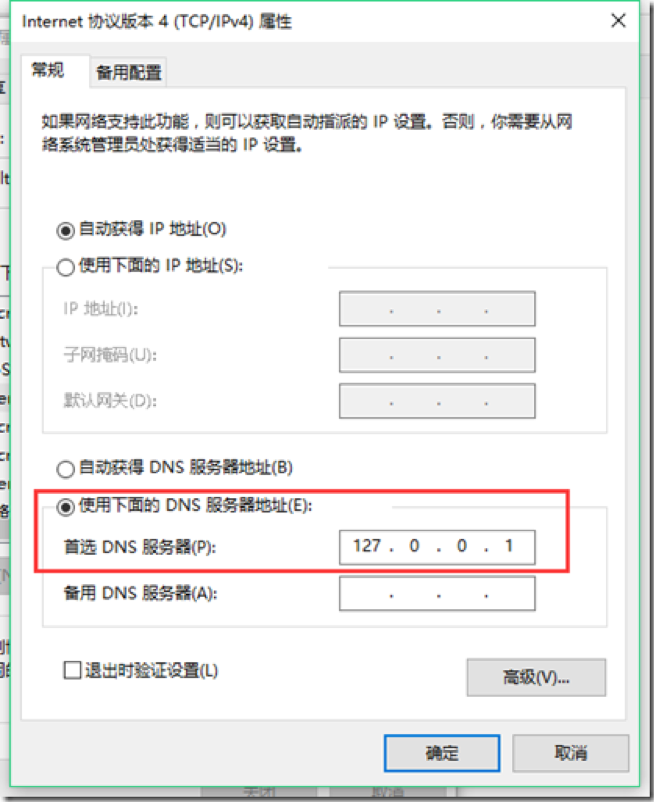 Internet 协议版本 4 (TCP/IPv4) 属性
常规
备用配置
如果网络支持此功能，则可以获取自动指派的 IP 设置。否则，你需要从网
络系统管理员处获得适当的 IP 设置。
自动获得 IP 地址(O)
使用下面的 IP 地址(S):
IP 地址(I):
子网掩码(U):
默认网关(D):
自动获得 DNS 服务器地址(B)
使用下面的 DNS 服务器地址(E):
首选 DNS 服务器(P):
127 . 0 . 0 . 1
备用 DNS 服务器(A):
退出时验证设置(L)
高级(V)...
确定
取消